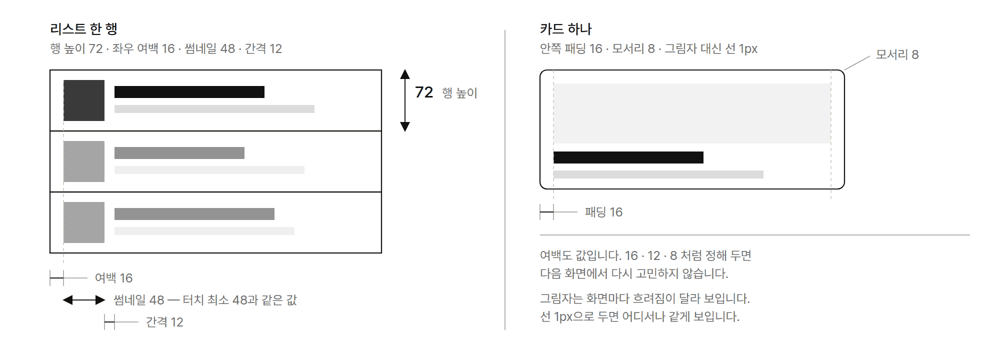 리스트 한 행
행 높이 72 · 좌우 여백 16 · 썸네일 48 · 간격 12
72 행 높이
여백 16
썸네일 48 — 터치 최소 48과 같은 값
간격 12
카드 하나
안쪽 패딩 16 · 모서리 8 · 그림자 대신 선 1px
모서리 8
패딩 16
여백도 값입니다. 16 · 12 · 8 처럼 정해 두면
다음 화면에서 다시 고민하지 않습니다.
그림자는 화면마다 흐려짐이 달라 보입니다.
선 1px으로 두면 어디서나 같게 보입니다.